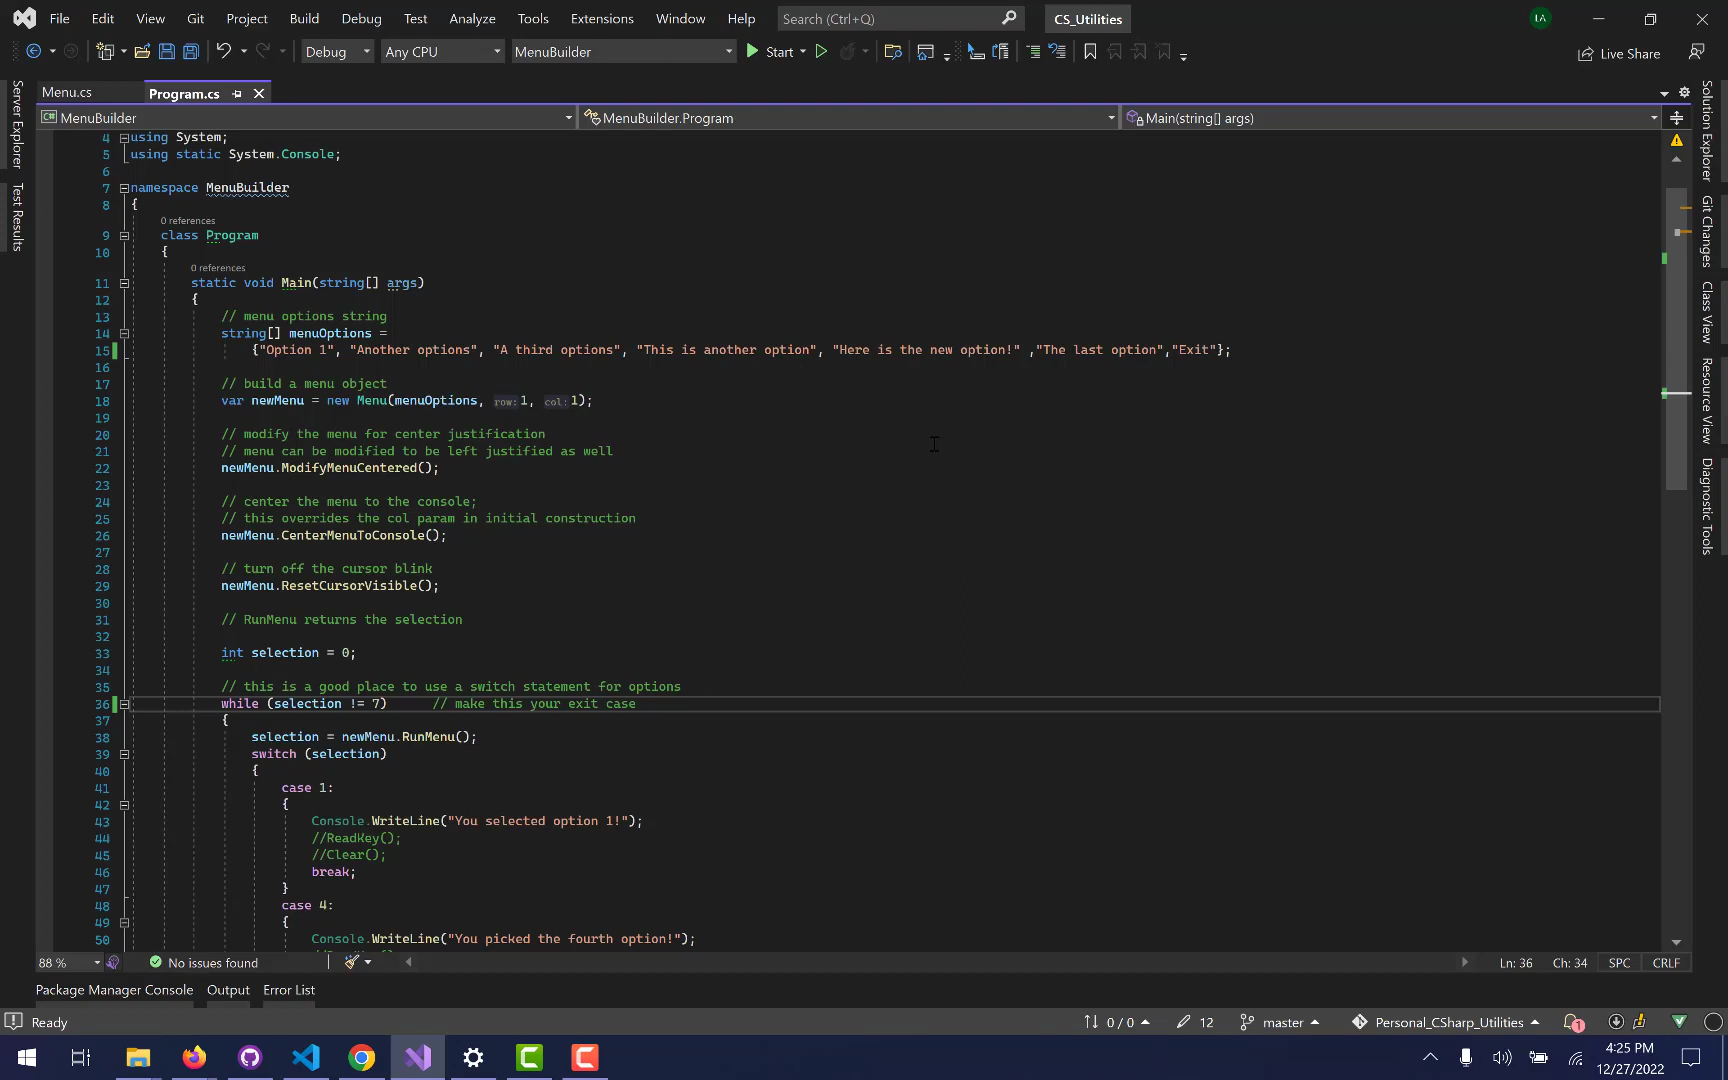 File Edit View Git Project Build Debug Test Analyze Tools Extensions Window Help Search (Ctrl+Q) CS_Utilities LA
Debug Any CPU MenuBuilder Start Live Share
Menu.cs Program.cs
MenuBuilder MenuBuilder.Program Main(string[] args)
Server Explorer
Test Results
Solution Explorer
Git Changes
Class View
Resource View
Diagnostic Tools
4 using System;
5 using static System.Console;
6
7 namespace MenuBuilder
8 {
0 references
9 class Program
10 {
0 references
11 static void Main(string[] args)
12 {
13 // menu options string
14 string[] menuOptions =
15 {"Option 1", "Another options", "A third options", "This is another option", "Here is the new option!" ,"The last option","Exit"};
16
17 // build a menu object
18 var newMenu = new Menu(menuOptions, row:1, col:1);
19
20 // modify the menu for center justification
21 // menu can be modified to be left justified as well
22 newMenu.ModifyMenuCentered();
23
24 // center the menu to the console;
25 // this overrides the col param in initial construction
26 newMenu.CenterMenuToConsole();
27
28 // turn off the cursor blink
29 newMenu.ResetCursorVisible();
30
31 // RunMenu returns the selection
32
33 int selection = 0;
34
35 // this is a good place to use a switch statement for options
36 while (selection != 7) // make this your exit case
37 {
38 selection = newMenu.RunMenu();
39 switch (selection)
40 {
41 case 1:
42 {
43 Console.WriteLine("You selected option 1!");
44 //ReadKey();
45 //Clear();
46 break;
47 }
48 case 4:
49 {
50 Console.WriteLine("You picked the fourth option!");
88 % No issues found Ln: 36 Ch: 34 SPC CRLF
Package Manager Console Output Error List
Ready 0 / 0 12 master Personal_CSharp_Utilities 1
4:25 PM
12/27/2022